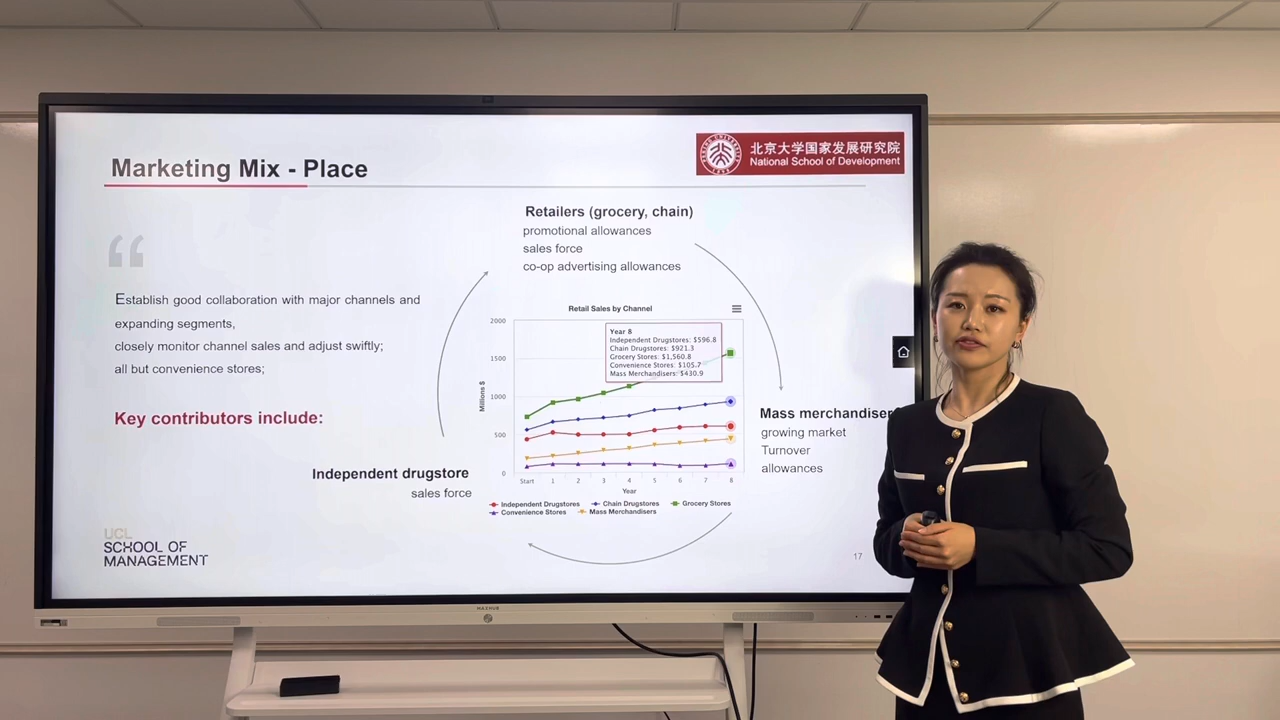 Marketing Mix - Place
北京大学国家发展研究院
National School of Development
Retailers (grocery, chain)
promotional allowances
sales force
co-op advertising allowances
“
Establish good collaboration with major channels and
expanding segments,
closely monitor channel sales and adjust swiftly;
all but convenience stores;
Key contributors include:
Retail Sales by Channel
2000
1500
1000
500
0
Millions $
Year 8
Independent Drugstores: $596.8
Chain Drugstores: $921.3
Grocery Stores: $1,560.8
Convenience Stores: $105.7
Mass Merchandisers: $430.9
Start 1 2 3 4 5 6 7 8
Year
Independent Drugstores Chain Drugstores Grocery Stores
Convenience Stores Mass Merchandisers
Mass merchandiser
growing market
Turnover
allowances
Independent drugstore
sales force
UCL
SCHOOL OF
MANAGEMENT
17